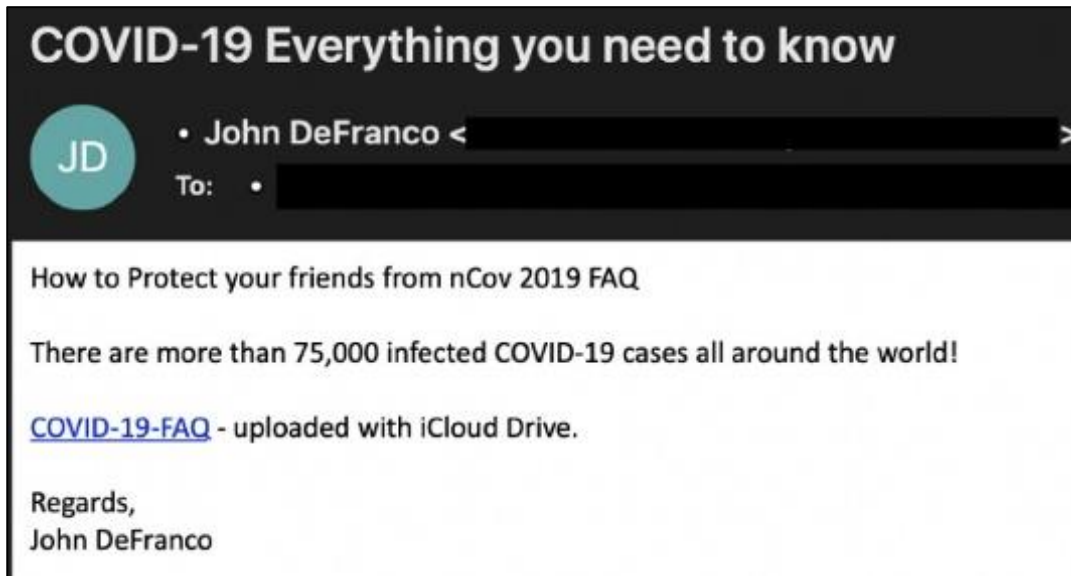 COVID-19 Everything you need to know
JD
• John DeFranco < >
To: •
How to Protect your friends from nCov 2019 FAQ
There are more than 75,000 infected COVID-19 cases all around the world!
COVID-19-FAQ - uploaded with iCloud Drive.
Regards,
John DeFranco